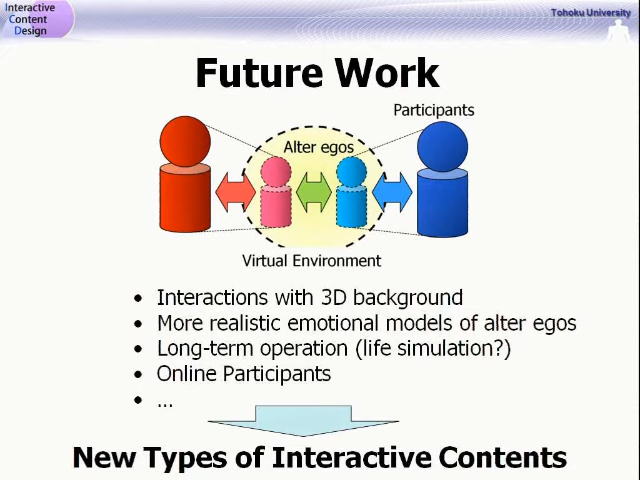 Interactive
Content
Design
Tohoku University
Future Work
Participants
Alter egos
Virtual Environment
• Interactions with 3D background
• More realistic emotional models of alter egos
• Long-term operation (life simulation?)
• Online Participants
• ...
New Types of Interactive Contents